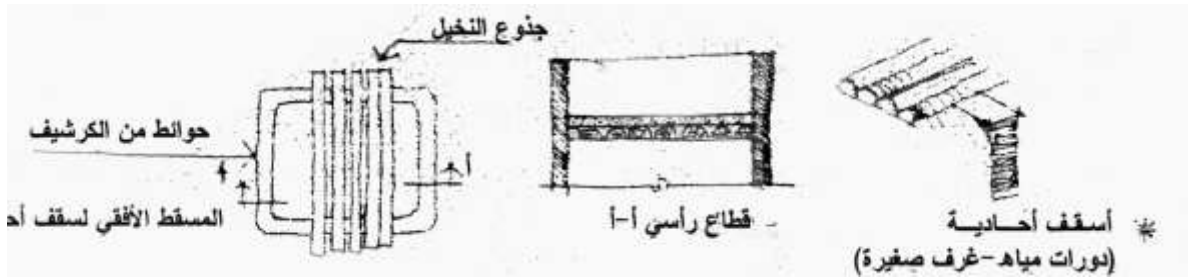 جذوع النخيل
حوائط من الكرشيف
أ
المسقط الأفقي لسقف
قطاع رأسي أ-أ
أسقف أحادية
(دورات مياه-غرف صغيرة)